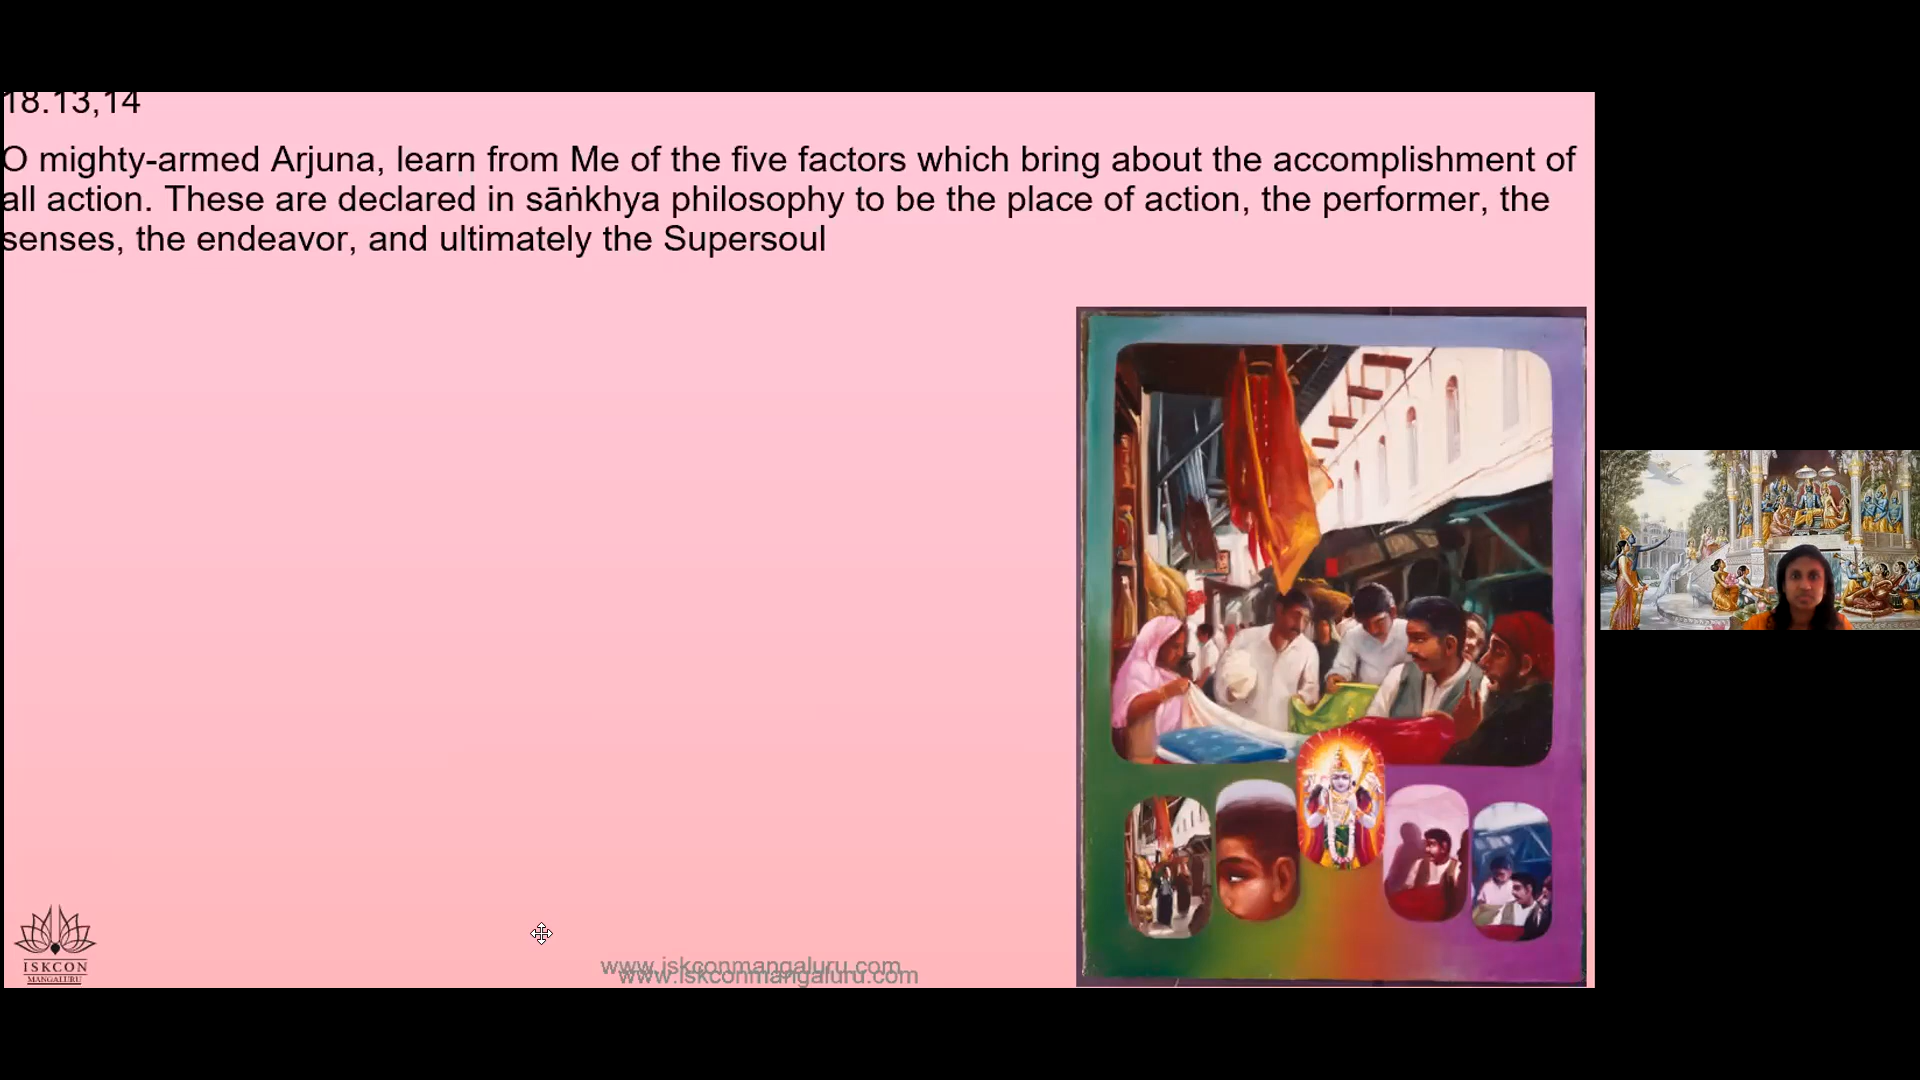 18.13,14
O mighty-armed Arjuna, learn from Me of the five factors which bring about the accomplishment of
all action. These are declared in sāṅkhya philosophy to be the place of action, the performer, the
senses, the endeavor, and ultimately the Supersoul
ISKCON
MANGALURU
www.iskconmangaluru.com
www.iskconmangaluru.com